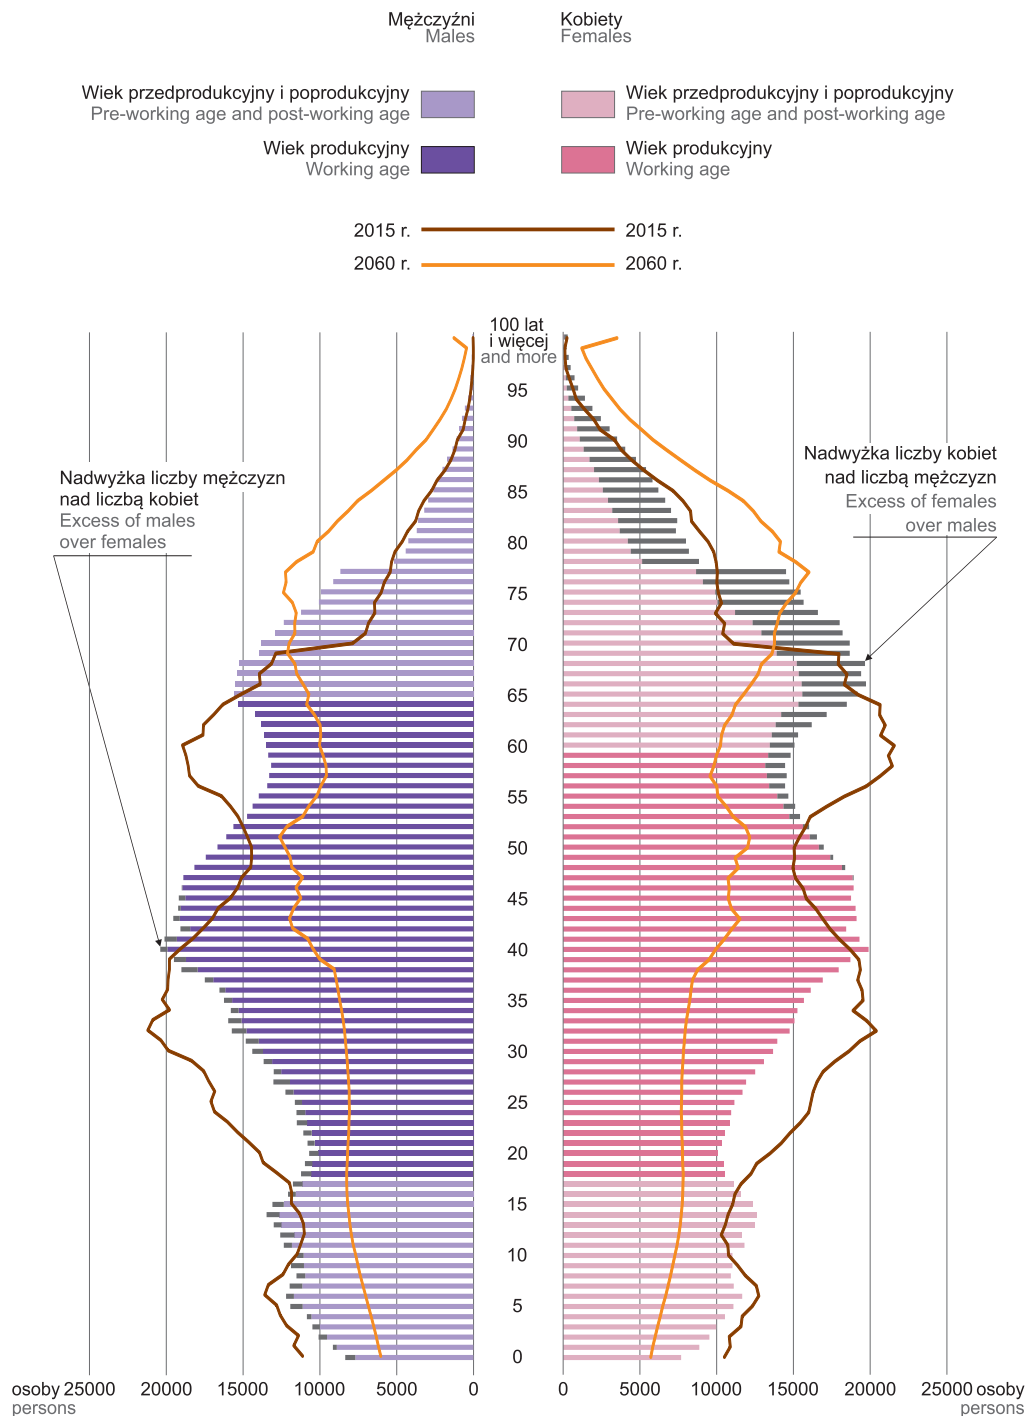 Mężczyźni
Males
Kobiety
Females
Wiek przedprodukcyjny i poprodukcyjny
Pre-working age and post-working age
Wiek przedprodukcyjny i poprodukcyjny
Pre-working age and post-working age
Wiek produkcyjny
Working age
Wiek produkcyjny
Working age
2015 r.
2015 r.
2060 r.
2060 r.
100 lat
i więcej
and more
95
90
Nadwyżka liczby mężczyzn
nad liczbą kobiet
Excess of males
over females
Nadwyżka liczby kobiet
nad liczbą mężczyzn
Excess of females
over males
85
80
75
70
65
60
55
50
45
40
35
30
25
20
15
10
5
0
osoby 25000 20000 15000 10000 5000 0
persons
0 5000 10000 15000 20000 25000 osoby
persons